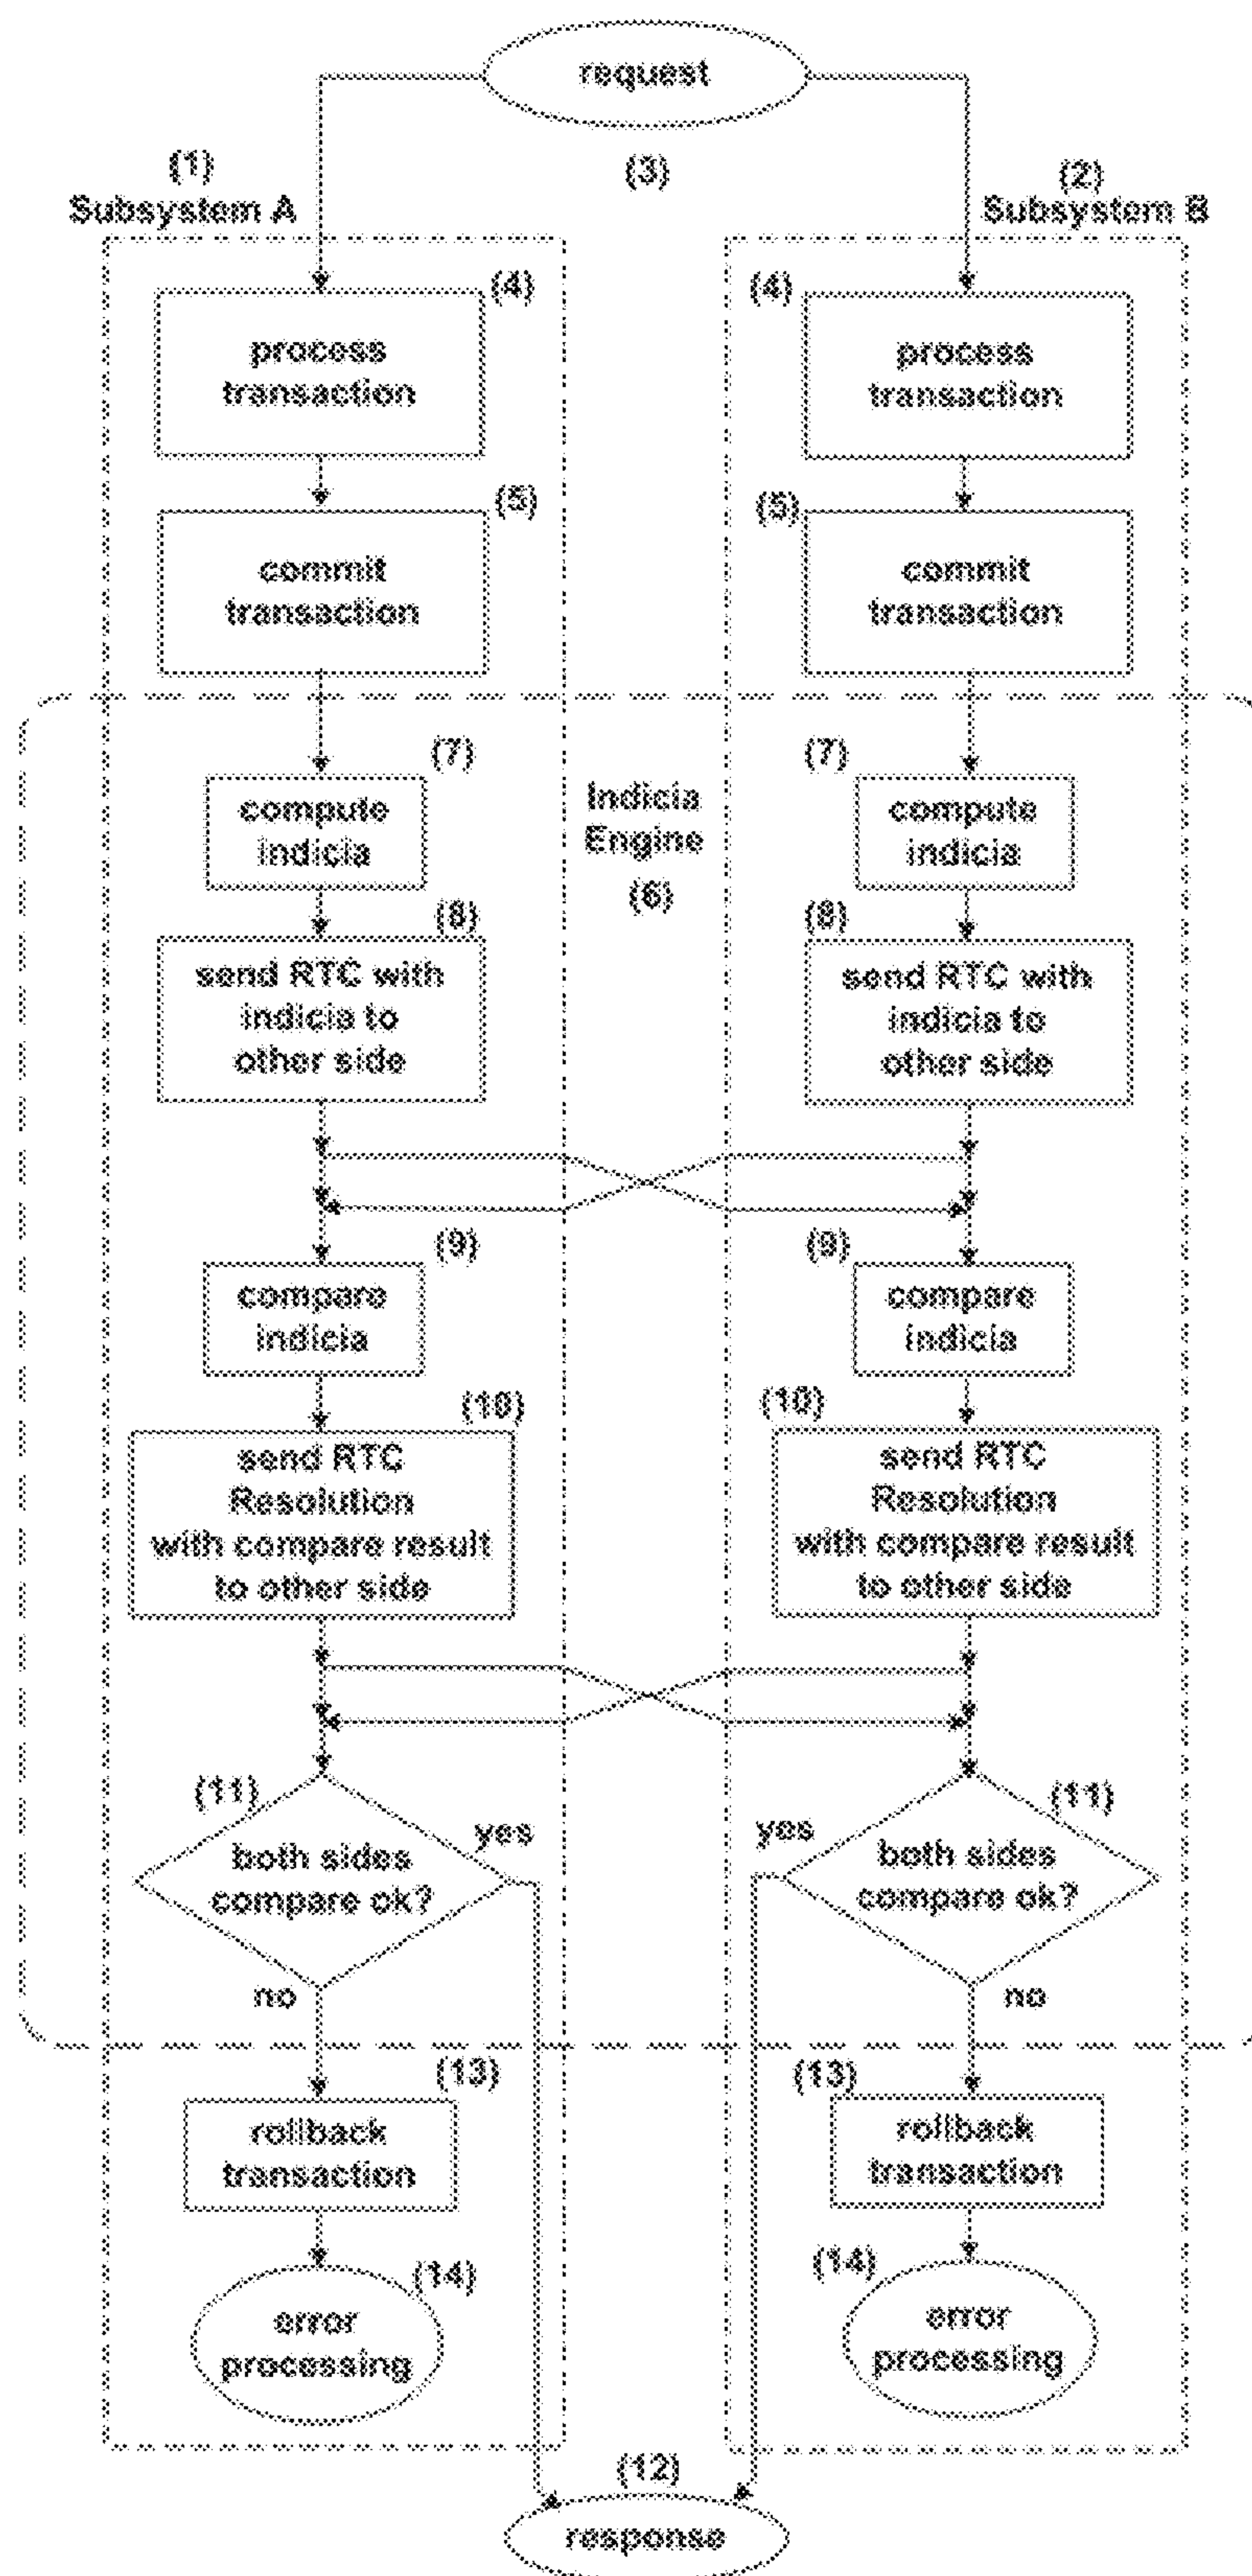 request
(3)
(1)
Subsystem A
(2)
Subsystem B
(4)
process
transaction
(4)
process
transaction
(5)
commit
transaction
(5)
commit
transaction
Indicia
Engine
(6)
(7)
compute
indicia
(7)
compute
indicia
(8)
send RTC with
indicia to
other side
(8)
send RTC with
indicia to
other side
(9)
compare
indicia
(9)
compare
indicia
(10)
send RTC
Resolution
with compare result
to other side
(10)
send RTC
Resolution
with compare result
to other side
(11)
both sides
compare ok?
yes
no
(11)
both sides
compare ok?
yes
no
(13)
rollback
transaction
(13)
rollback
transaction
(14)
error
processing
(14)
error
processing
(12)
response